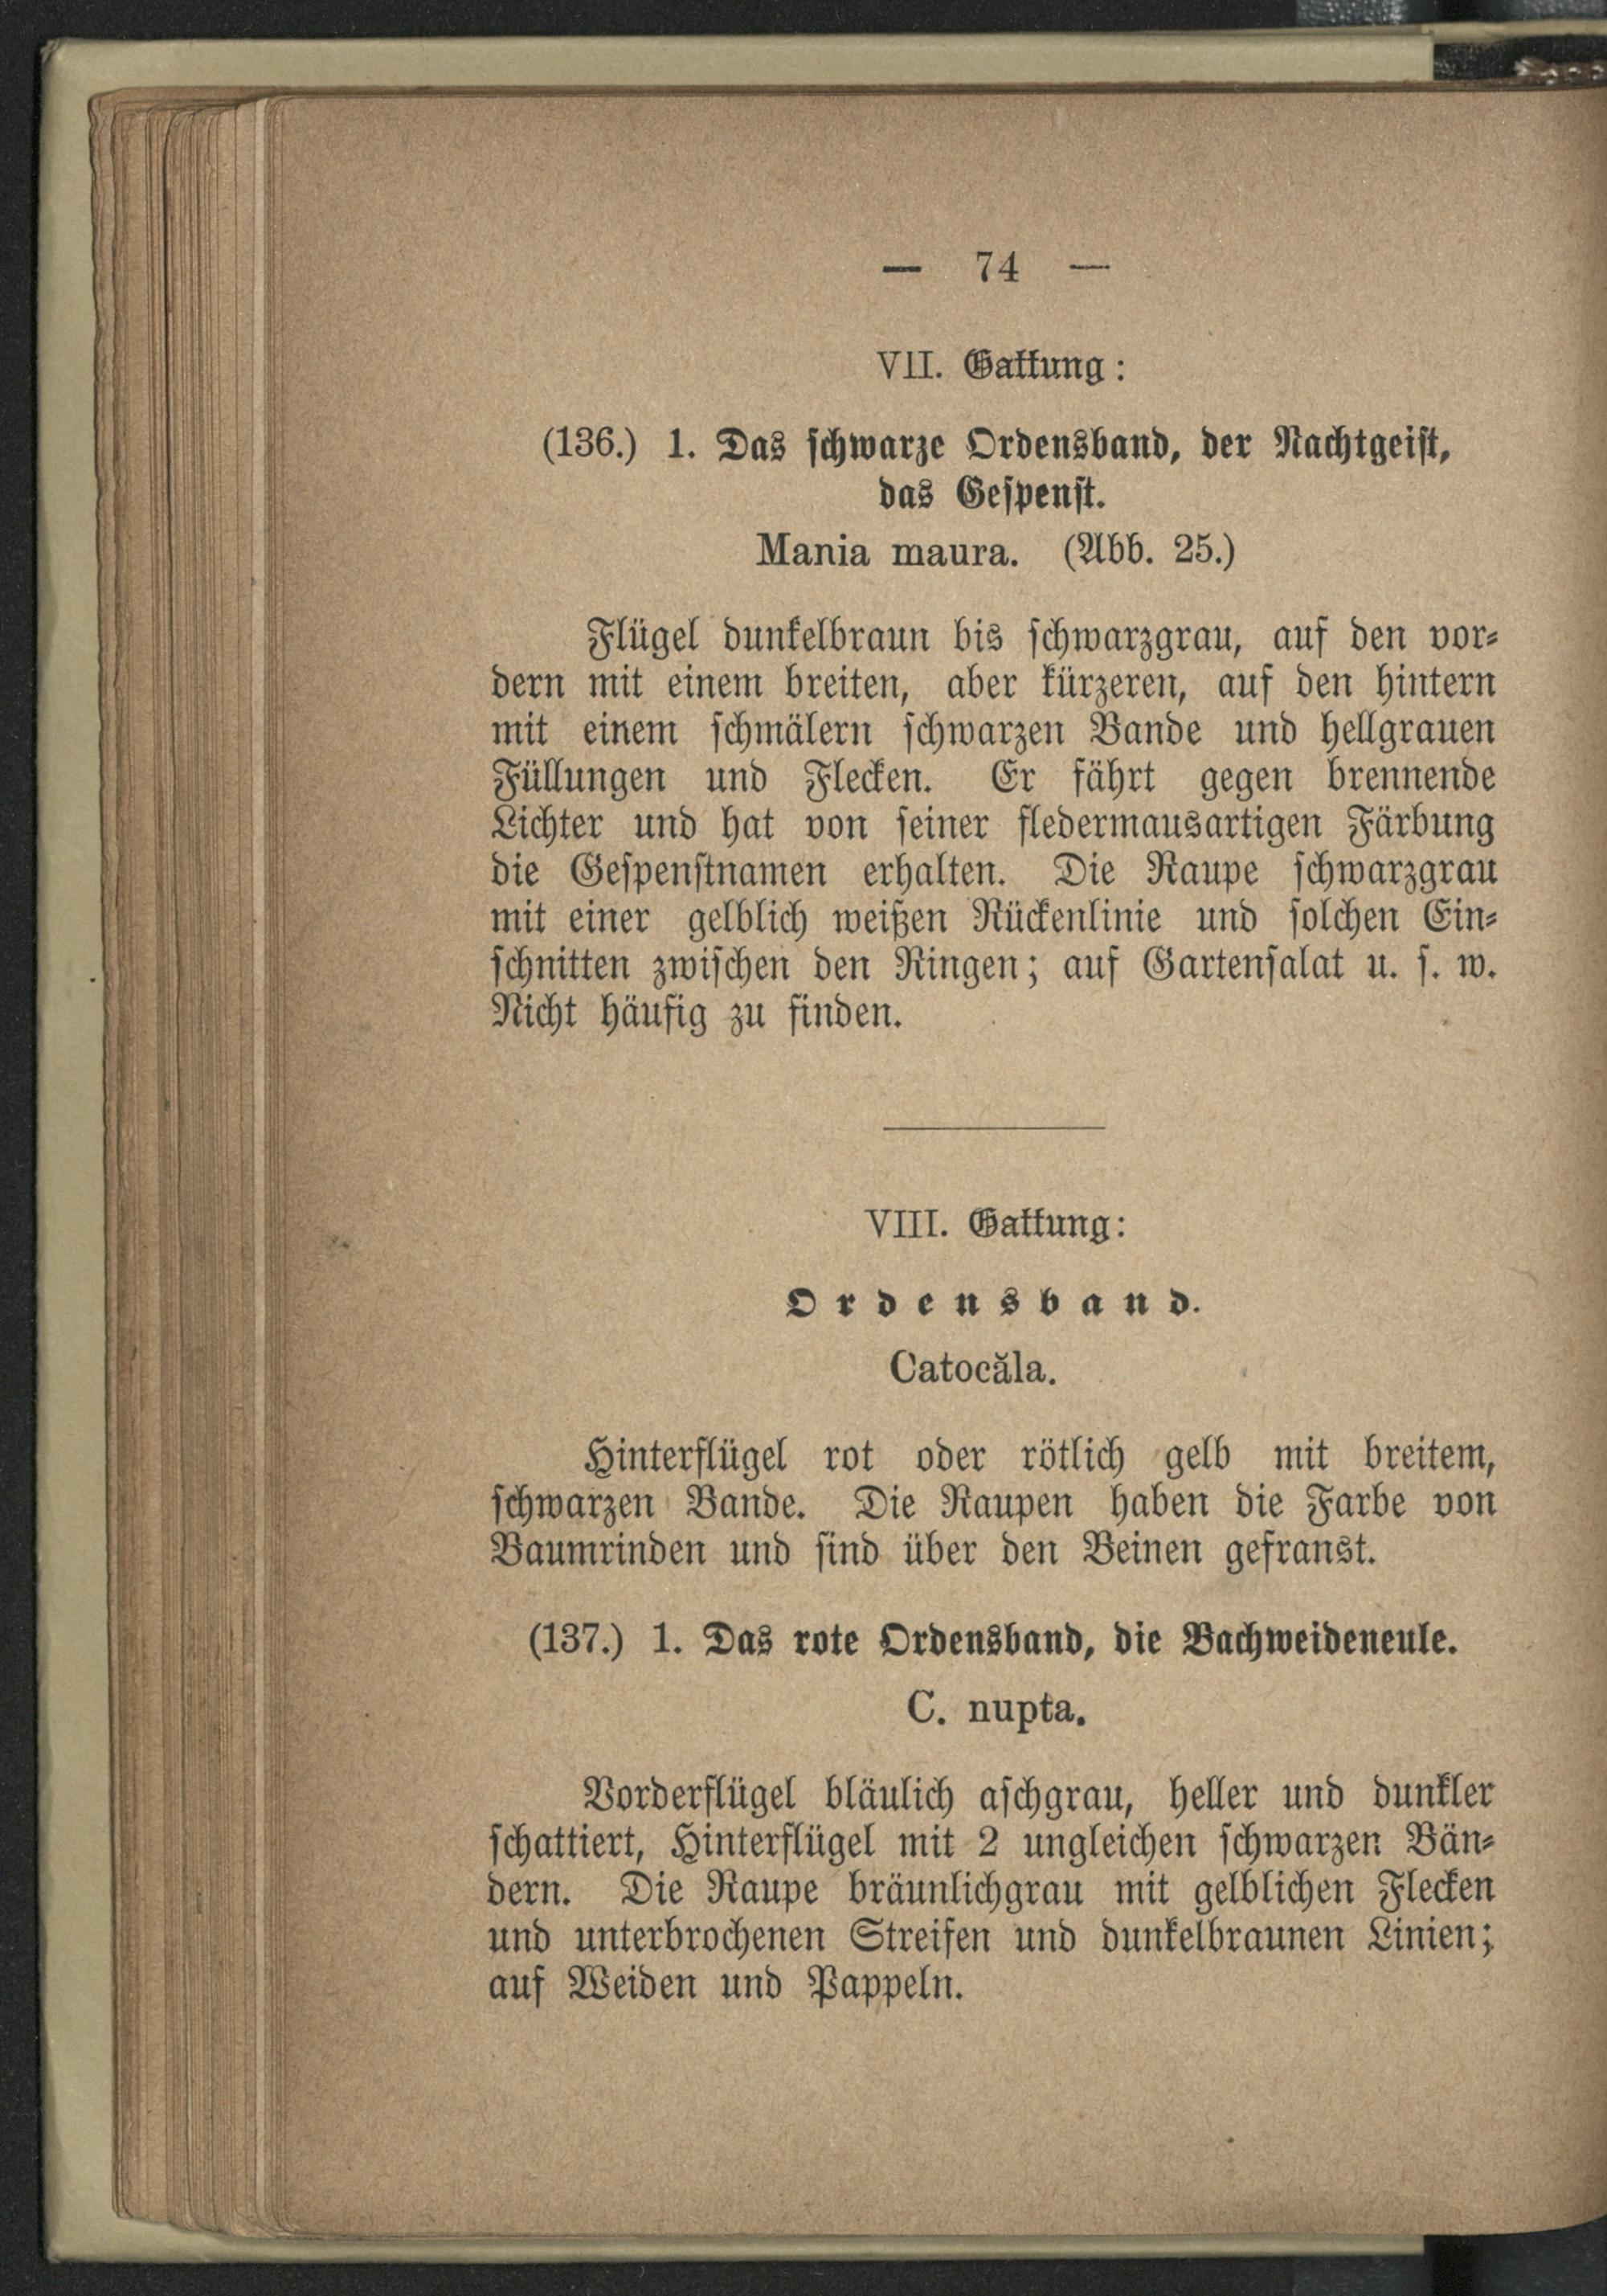 — 74 —
VII. Gattung:
(136.) 1. Das schwarze Ordensband, der Nachtgeist,
das Gespenst.
Mania maura. (Abb. 25.)
Flügel dunkelbraun bis schwarzgrau, auf den vor-
dern mit einem breiten, aber kürzeren, auf den hintern
mit einem schmälern schwarzen Bande und hellgrauen
Füllungen und Flecken. Er fährt gegen brennende
Lichter und hat von seiner fledermausartigen Färbung
die Gespenstnamen erhalten. Die Raupe schwarzgrau
mit einer gelblich weißen Rückenlinie und solchen Ein-
schnitten zwischen den Ringen; auf Gartensalat u. s. w.
Nicht häufig zu finden.
VIII. Gattung:
Ordensband.
Catocăla.
Hinterflügel rot oder rötlich gelb mit breitem,
schwarzen Bande. Die Raupen haben die Farbe von
Baumrinden und sind über den Beinen gefranst.
(137.) 1. Das rote Ordensband, die Bachweideneule.
C. nupta.
Vorderflügel bläulich aschgrau, heller und dunkler
schattiert, Hinterflügel mit 2 ungleichen schwarzen Bän-
dern. Die Raupe bräunlichgrau mit gelblichen Flecken
und unterbrochenen Streifen und dunkelbraunen Linien;
auf Weiden und Pappeln.